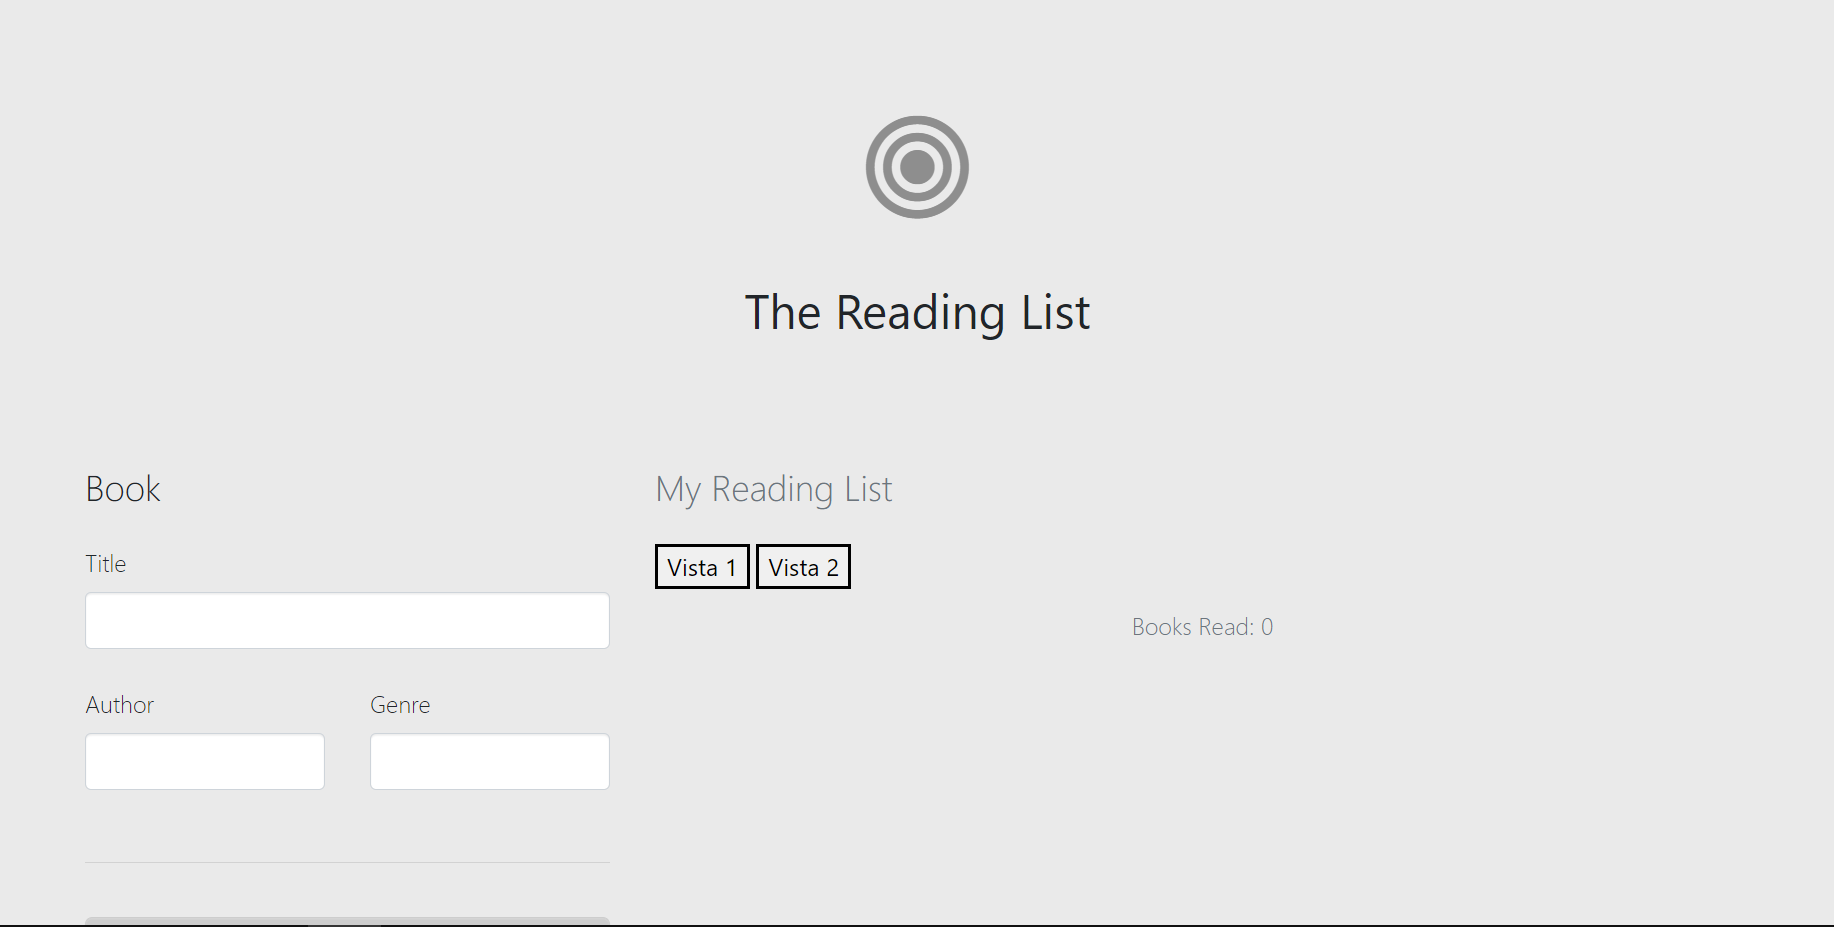 The Reading List
Book
Title
Author
Genre
My Reading List
Vista 1
Vista 2
Books Read: 0